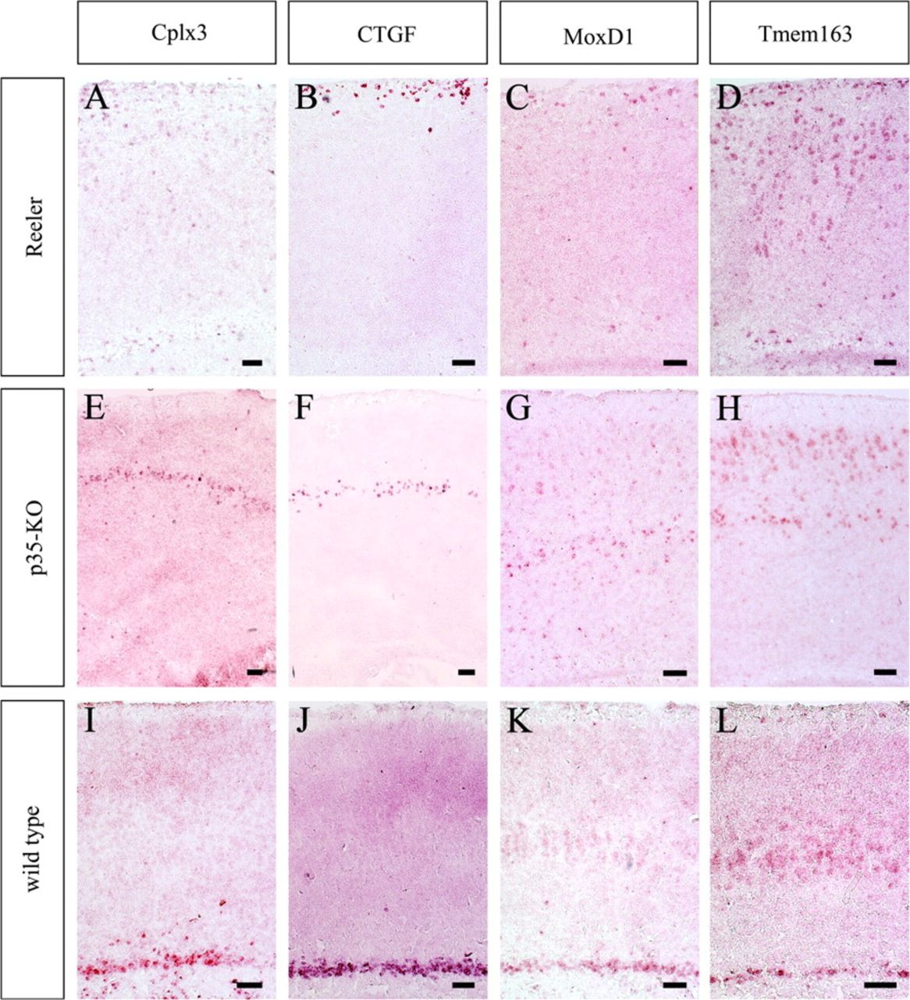 Cplx3
CTGF
MoxD1
Tmem163
Reeler
A
B
C
D
p35-KO
E
F
G
H
wild type
I
J
K
L